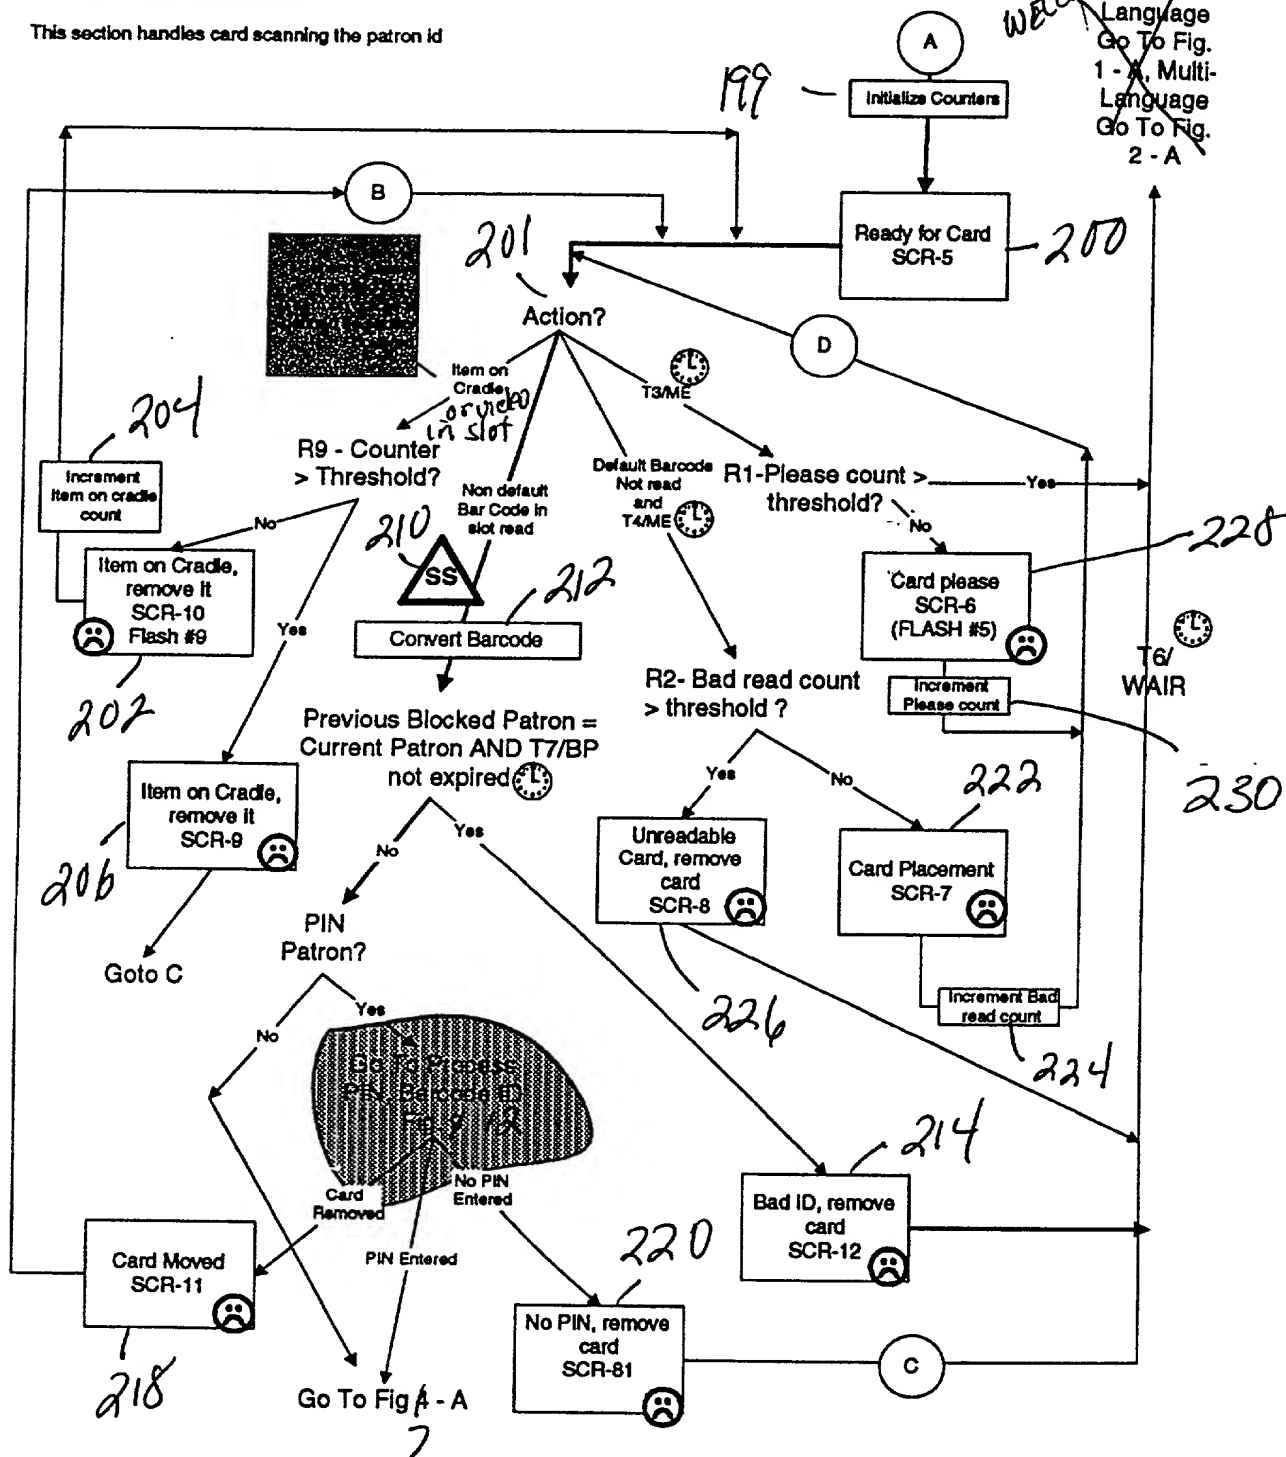 This section handles card scanning the patron id
Language
Go To Fig.
1 - A, Multi-
Language
Go To Fig.
2 - A
A
199
Initialize Counters
B
201
Ready for Card
SCR-5
200
Action?
D
Item on
Cradle
or video
in slot
T3/ME
204
R9 - Counter
> Threshold?
Increment
Item on cradle
count
Default Barcode
Not read
and
T4/ME
R1-Please count >
threshold?
Yes
No
Non default
Bar Code in
slot read
No
210
SS
212
228
Item on Cradle,
remove it
SCR-10
Flash #9
Card please
SCR-6
(FLASH #5)
Yes
Convert Barcode
T6/
WAIR
202
R2- Bad read count
> threshold ?
Increment
Please count
230
Previous Blocked Patron =
Current Patron AND T7/BP
not expired
Yes
No
222
Item on Cradle,
remove it
SCR-9
206
No
Yes
Unreadable
Card, remove
card
SCR-8
Card Placement
SCR-7
PIN
Patron?
Goto C
226
Increment Bad
read count
224
No
Yes
Go To Process
214
Card
Removed
No PIN
Entered
Bad ID, remove
card
SCR-12
PIN Entered
220
Card Moved
SCR-11
218
No PIN, remove
card
SCR-81
C
Go To Fig 4 - A
7